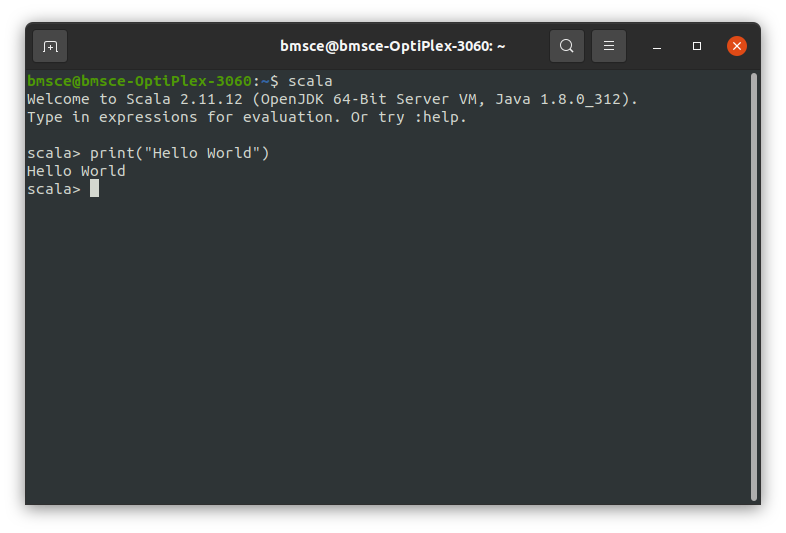 bmsce@bmsce-OptiPlex-3060: ~
bmsce@bmsce-OptiPlex-3060:~$ scala
Welcome to Scala 2.11.12 (OpenJDK 64-Bit Server VM, Java 1.8.0_312).
Type in expressions for evaluation. Or try :help.
scala> print("Hello World")
Hello World
scala>